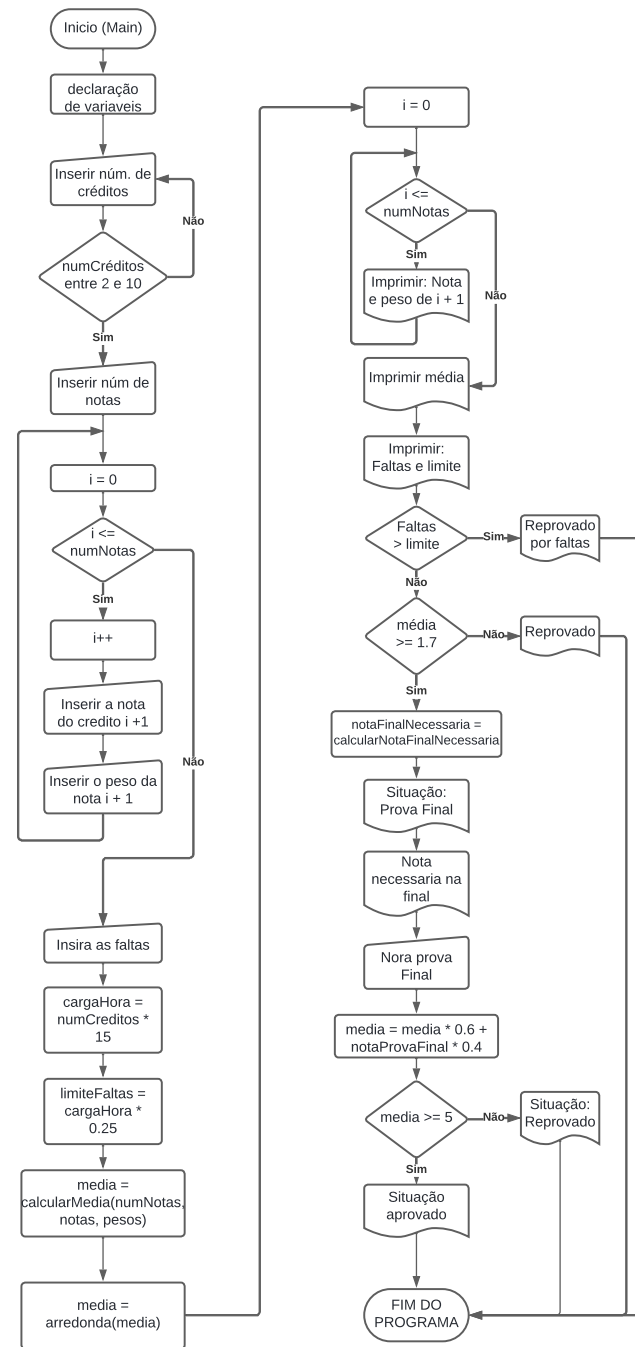 Inicio (Main)
declaração
de variaveis
Inserir núm. de
créditos
Não
numCréditos
entre 2 e 10
Sim
Inserir núm de
notas
i = 0
i <=
numNotas
Sim
i++
Inserir a nota
do credito i +1
Inserir o peso da
nota i + 1
Não
Insira as faltas
cargaHora =
numCreditos *
15
limiteFaltas =
cargaHora *
0.25
media =
calcularMedia(numNotas,
notas, pesos)
media =
arredonda(media)
i = 0
i <=
numNotas
Sim
Não
Imprimir: Nota
e peso de i + 1
Imprimir média
Imprimir:
Faltas e limite
Faltas
> limite
Sim
Reprovado
por faltas
Não
média
>= 1.7
Não
Reprovado
Sim
notaFinalNecessaria =
calcularNotaFinalNecessaria
Situação:
Prova Final
Nota
necessaria na
final
Nora prova
Final
media = media * 0.6 +
notaProvaFinal * 0.4
media >= 5
Não
Situação:
Reprovado
Sim
Situação
aprovado
FIM DO
PROGRAMA